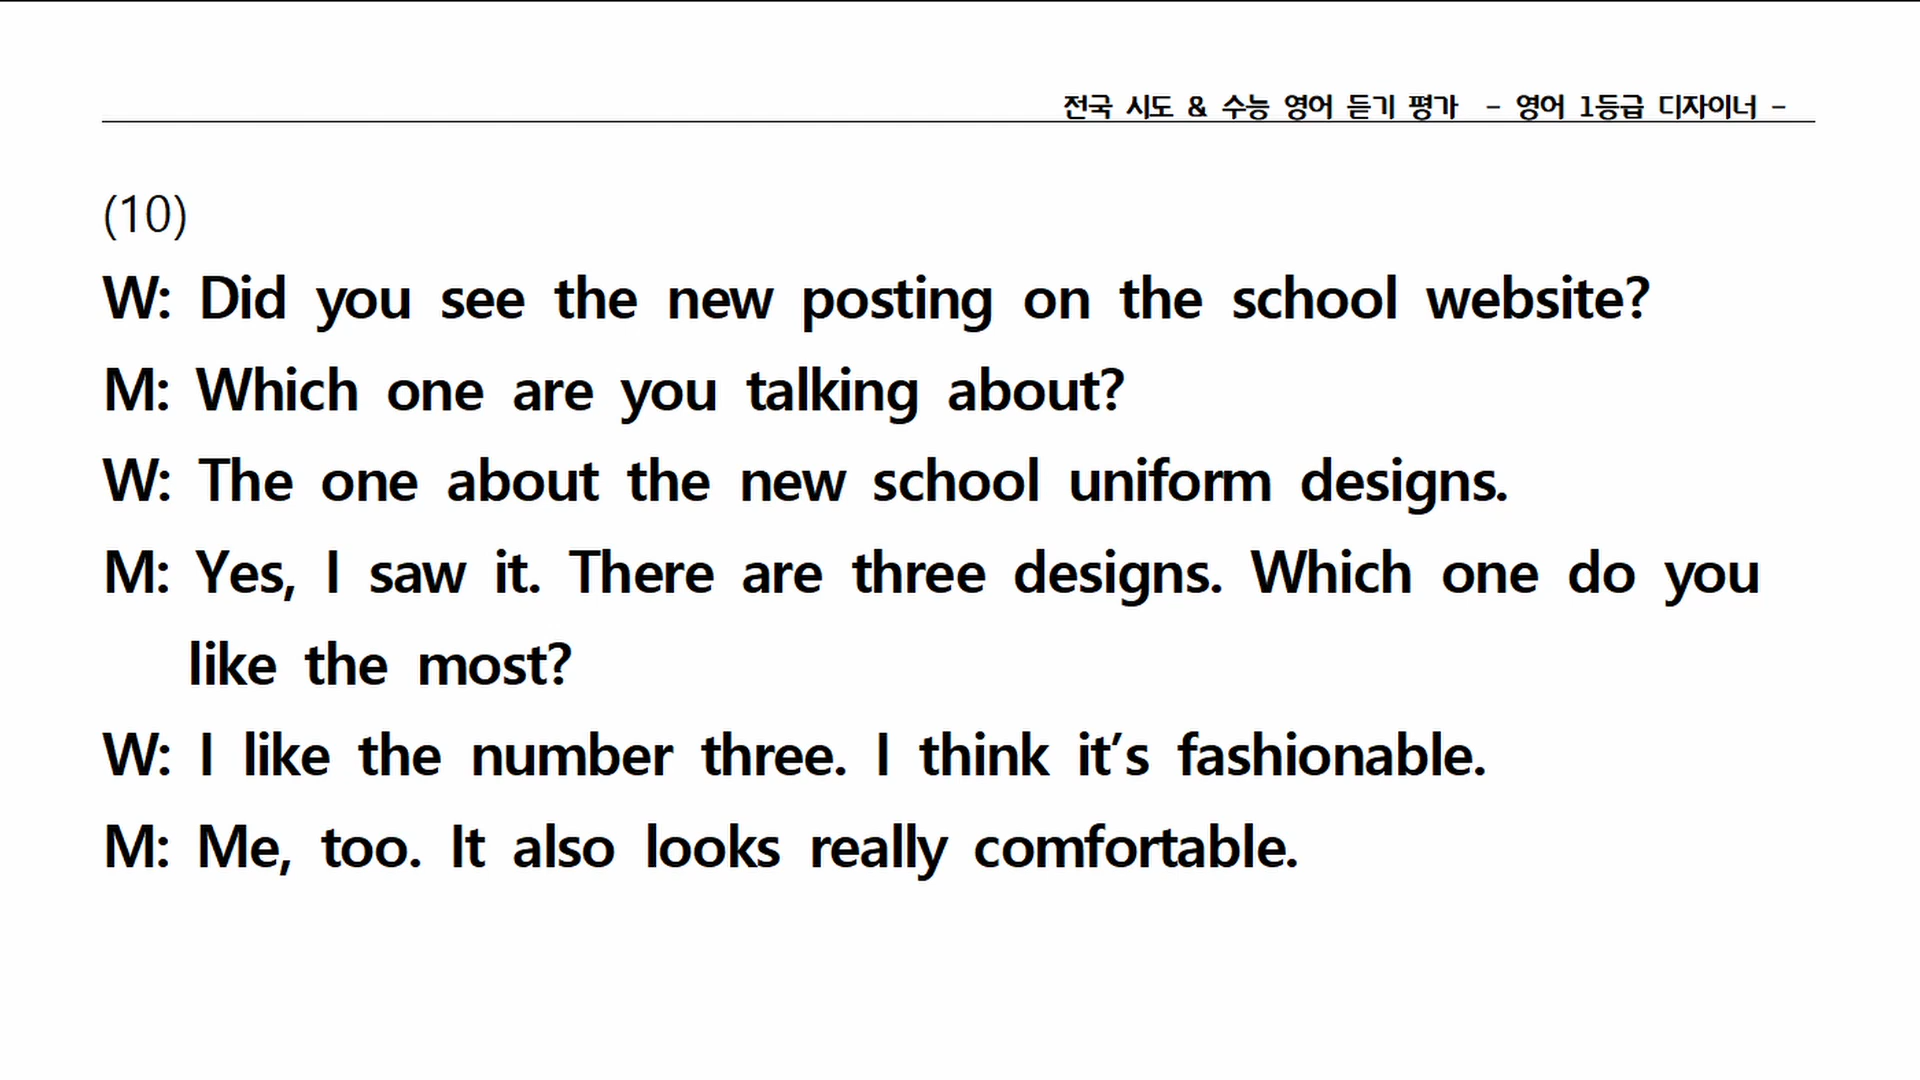 전국 시도 & 수능 영어 듣기 평가 - 영어 1등급 디자이너 -
(10)
W: Did you see the new posting on the school website?
M: Which one are you talking about?
W: The one about the new school uniform designs.
M: Yes, I saw it. There are three designs. Which one do you
like the most?
W: I like the number three. I think it’s fashionable.
M: Me, too. It also looks really comfortable.